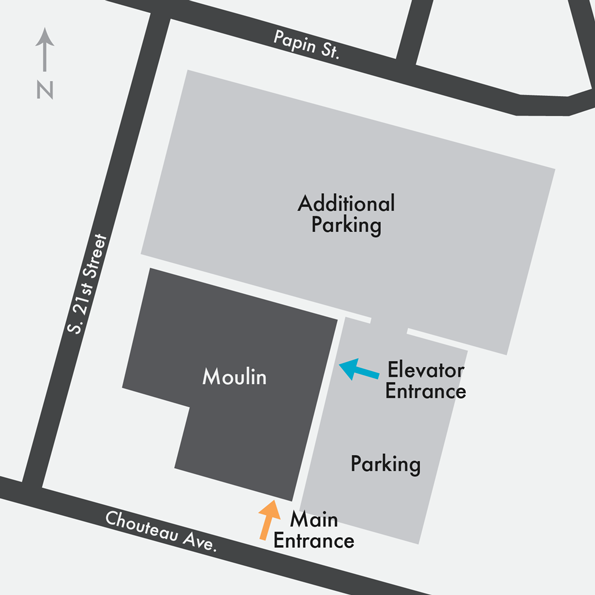 Papin St.
N
Additional
Parking
S. 21st Street
Moulin
Elevator
Entrance
Parking
Main
Entrance
Chouteau Ave.